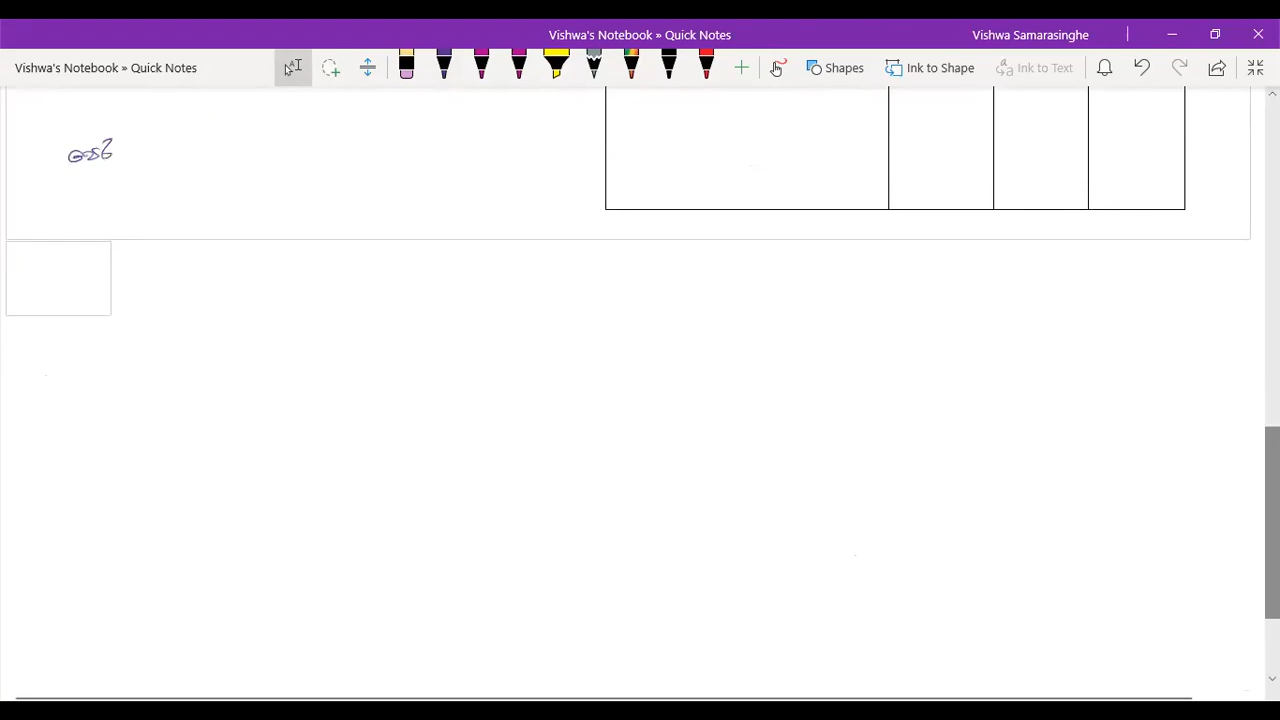 Vishwa's Notebook » Quick Notes
Vishwa Samarasinghe
Vishwa's Notebook » Quick Notes
Shapes
Ink to Shape
Ink to Text